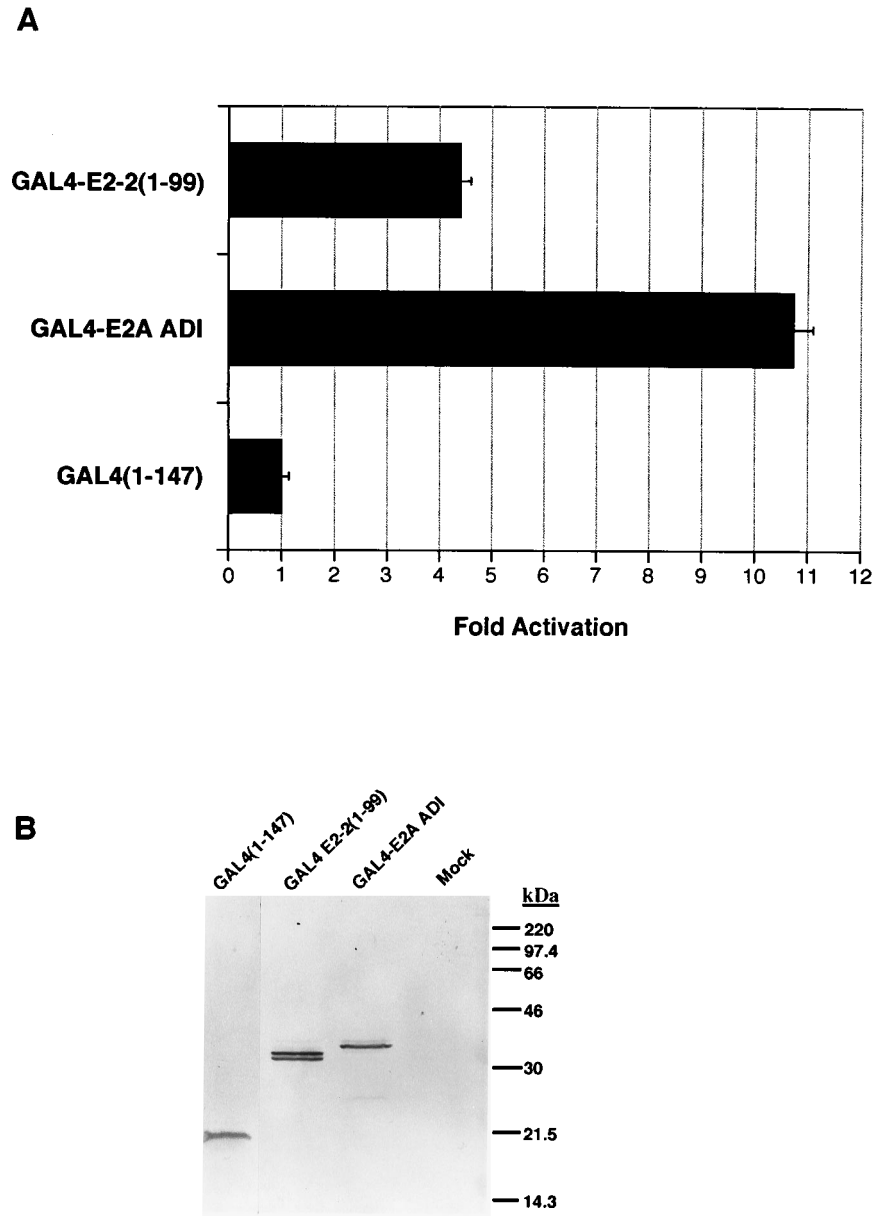 A
GAL4-E2-2(1-99)
GAL4-E2A ADI
GAL4(1-147)
0 1 2 3 4 5 6 7 8 9 10 11 12
Fold Activation
B
GAL4(1-147)
GAL4 E2-2(1-99)
GAL4-E2A ADI
Mock
kDa
220
97.4
66
46
30
21.5
14.3